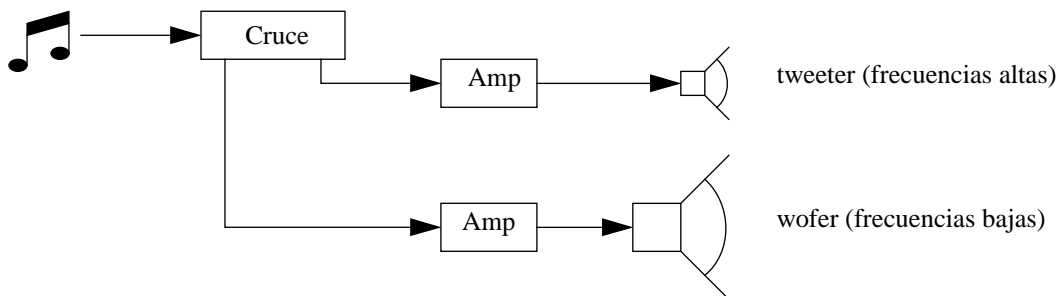 Cruce
Amp
tweeter (frecuencias altas)
Amp
wofer (frecuencias bajas)